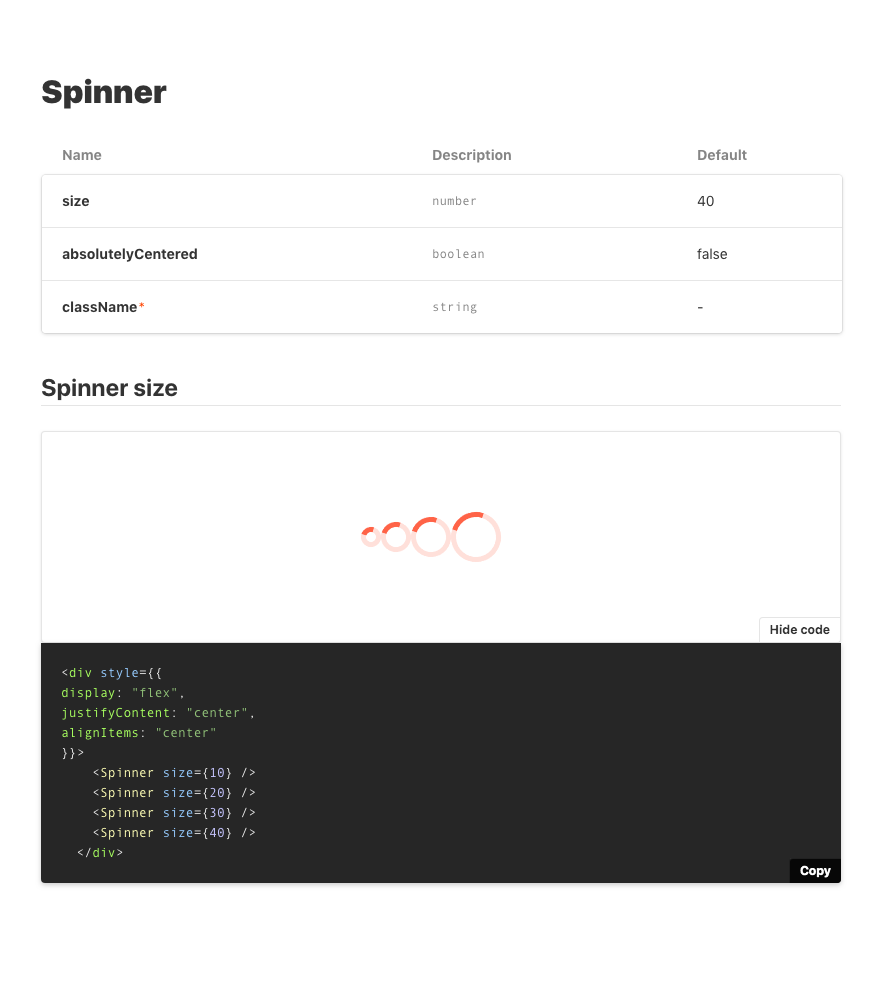 Spinner
Name Description Default
size number 40
absolutelyCentered boolean false
className* string -
Spinner size
Hide code
<div style={{
display: "flex",
justifyContent: "center",
alignItems: "center"
}}>
    <Spinner size={10} />
    <Spinner size={20} />
    <Spinner size={30} />
    <Spinner size={40} />
  </div>
Copy